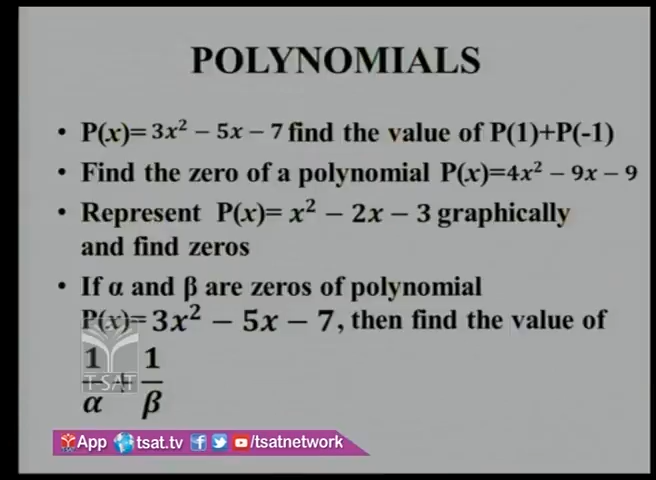 POLYNOMIALS
• P(x)= 3x² − 5x − 7 find the value of P(1)+P(-1)
• Find the zero of a polynomial P(x)=4x² − 9x − 9
• Represent P(x)= x² − 2x − 3 graphically
and find zeros
• If α and β are zeros of polynomial
P(x)= 3x² − 5x − 7, then find the value of
1/α + 1/β
T-SAT
App tsat.tv /tsatnetwork